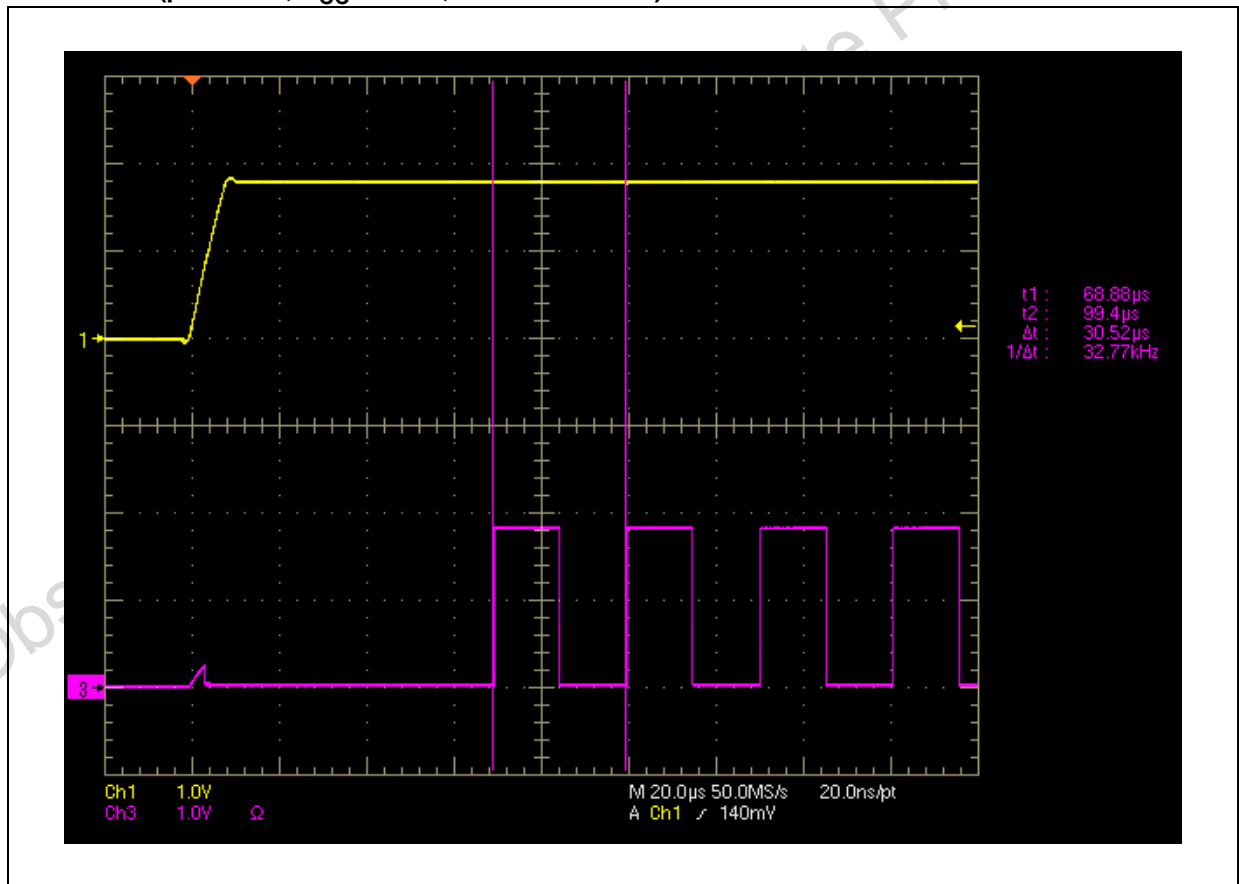 1
t1 : 68.88µs
t2 : 99.4µs
Δt : 30.52µs
1/Δt : 32.77kHz
3
Ch1 1.0V
Ch3 1.0V Ω
M 20.0µs 50.0MS/s 20.0ns/pt
A Ch1 140mV